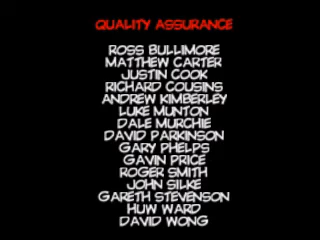 QUALITY ASSURANCE
ROSS BULLIMORE
MATTHEW CARTER
JUSTIN COOK
RICHARD COUSINS
ANDREW KIMBERLEY
LUKE MUNTON
DALE MURCHIE
DAVID PARKINSON
GARY PHELPS
GAVIN PRICE
ROGER SMITH
JOHN SILKE
GARETH STEVENSON
HUW WARD
DAVID WONG